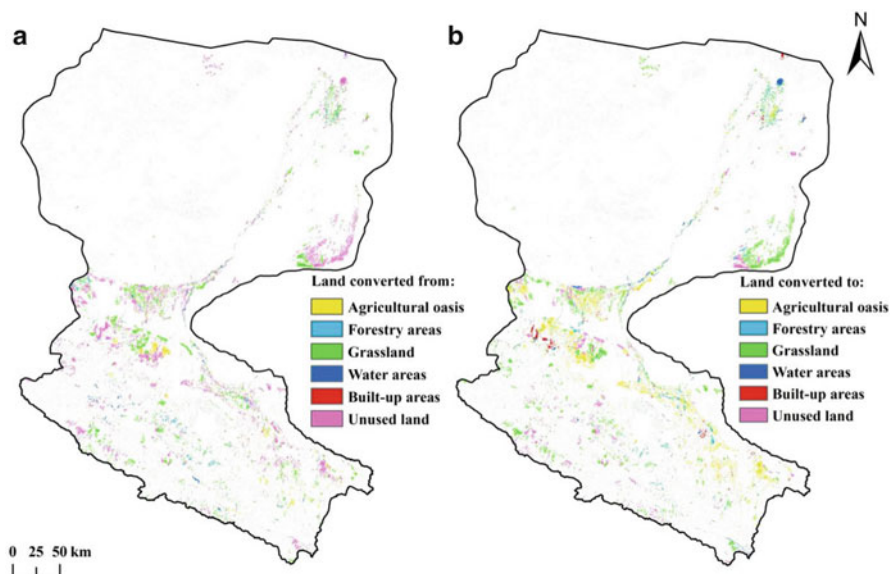 a
b
N
Land converted from:
Agricultural oasis
Forestry areas
Grassland
Water areas
Built-up areas
Unused land
Land converted to:
Agricultural oasis
Forestry areas
Grassland
Water areas
Built-up areas
Unused land
0 25 50 km